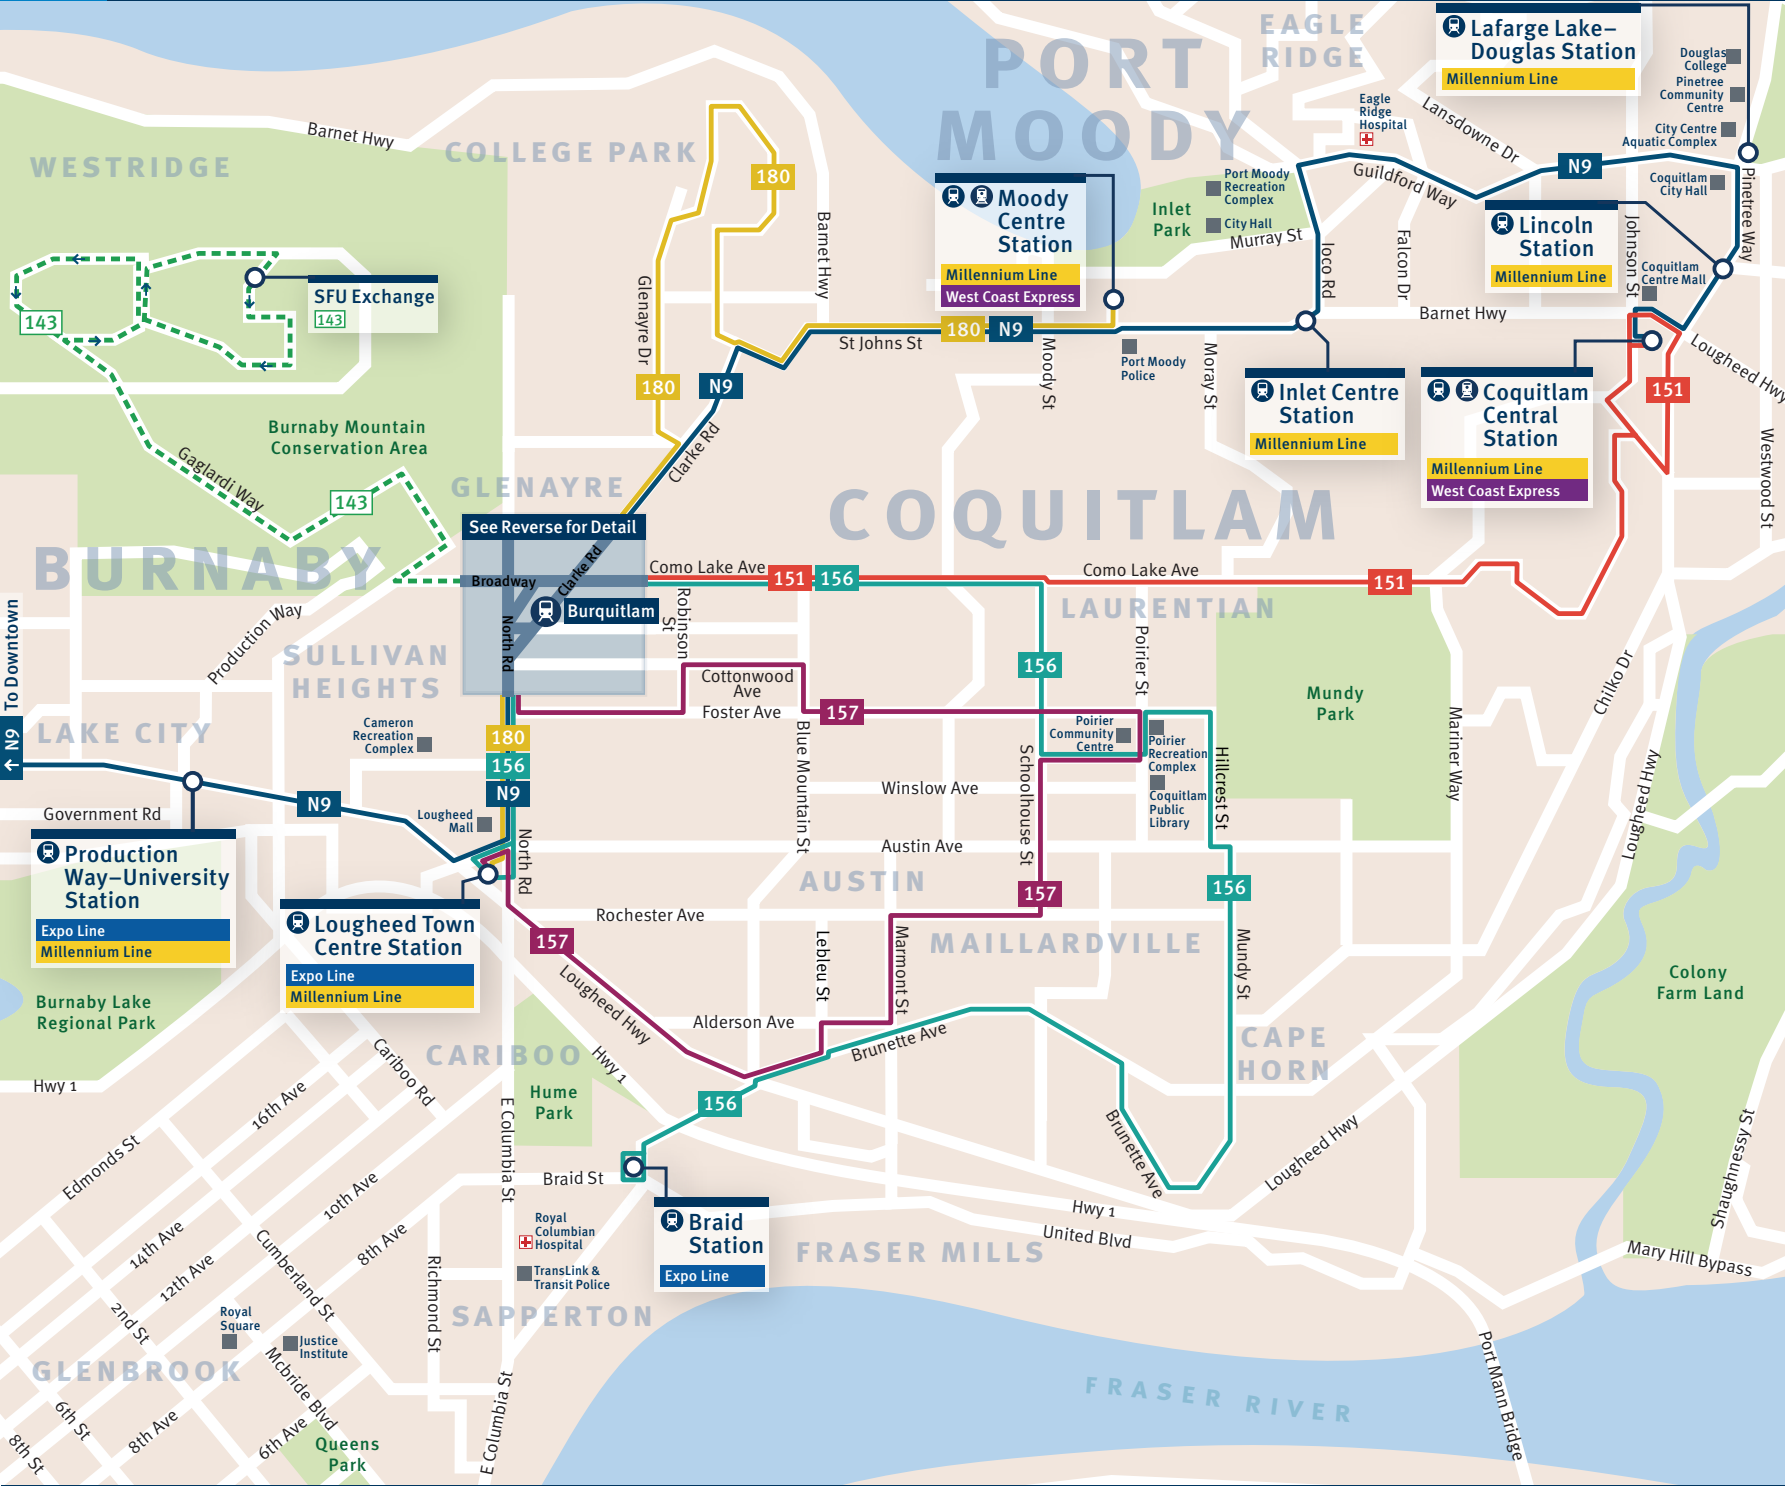 EAGLE
RIDGE
PORT
MOODY
Lafarge Lake–
Douglas Station
Millennium Line
Douglas
College
Pinetree
Community
Centre
City Centre
Aquatic Complex
Coquitlam
City Hall
Eagle
Ridge
Hospital
Lansdowne Dr
Guildford Way
N9
Pinetree Way
Barnet Hwy
WESTRIDGE
COLLEGE PARK
180
Barnet Hwy
Moody
Centre
Station
Millennium Line
West Coast Express
Inlet
Park
Port Moody
Recreation
Complex
City Hall
Murray St
Ioco Rd
Falcon Dr
Lincoln
Station
Millennium Line
Johnson St
Coquitlam
Centre Mall
Barnet Hwy
Lougheed Hwy
SFU Exchange
143
143
Glenayre Dr
180
N9
St Johns St
180
N9
Moody St
Port Moody
Police
Moray St
Inlet Centre
Station
Millennium Line
Coquitlam
Central
Station
Millennium Line
West Coast Express
151
Westwood St
Burnaby Mountain
Conservation Area
Gaglardi Way
143
Clarke Rd
GLENAYRE
COQUITLAM
BURNABY
See Reverse for Detail
Broadway
Clarke Rd
Burquitlam
North Rd
Como Lake Ave
151
156
Como Lake Ave
151
LAURENTIAN
Robinson
St
Production Way
SULLIVAN
HEIGHTS
To Downtown
N9
LAKE CITY
Cameron
Recreation
Complex
180
156
N9
Cottonwood
Ave
Foster Ave
157
156
Poirier St
Poirier
Community
Centre
Poirier
Recreation
Complex
Coquitlam
Public
Library
Hillcrest St
Mundy
Park
Mariner Way
Chilko Dr
Lougheed Hwy
N9
Government Rd
Lougheed
Mall
North Rd
Blue Mountain St
Winslow Ave
Schoolhouse St
Austin Ave
AUSTIN
157
156
Production
Way–University
Station
Expo Line
Millennium Line
Lougheed Town
Centre Station
Expo Line
Millennium Line
Rochester Ave
157
Lougheed Hwy
Lebleu St
Marmont St
MAILLARDVILLE
Mundy St
Colony
Farm Land
Burnaby Lake
Regional Park
Alderson Ave
Brunette Ave
CAPE
HORN
Hwy 1
CARIBOO
Cariboo Rd
Hwy 1
Hume
Park
156
Brunette Ave
Lougheed Hwy
Shaughnessy St
16th Ave
Edmonds St
E Columbia St
Braid St
Braid
Station
Expo Line
10th Ave
14th Ave
12th Ave
8th Ave
Cumberland St
Richmond St
Royal
Columbian
Hospital
TransLink &
Transit Police
Hwy 1
United Blvd
FRASER MILLS
Mary Hill Bypass
SAPPERTON
2nd St
Royal
Square
Justice
Institute
GLENBROOK
Mcbride Blvd
6th St
8th Ave
8th St
6th Ave
Queens
Park
E Columbia St
FRASER RIVER
Port Mann Bridge